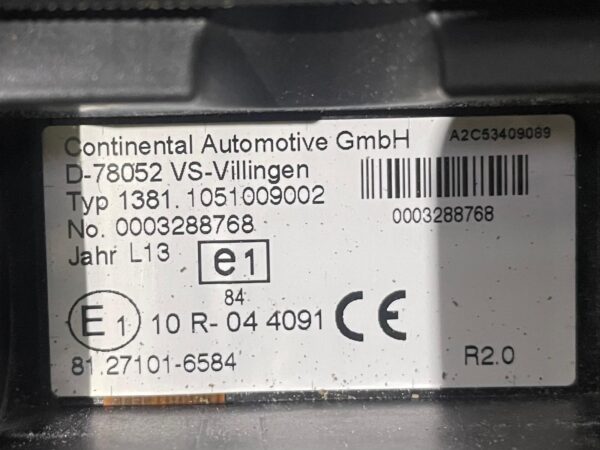 Continental Automotive GmbH
A2C53409089
D-78052 VS-Villingen
Typ 1381.1051009002
No. 0003288768
0003288768
Jahr L13
e1
84
E1 10 R- 04 4091 CE
81.27101-6584
R2.0